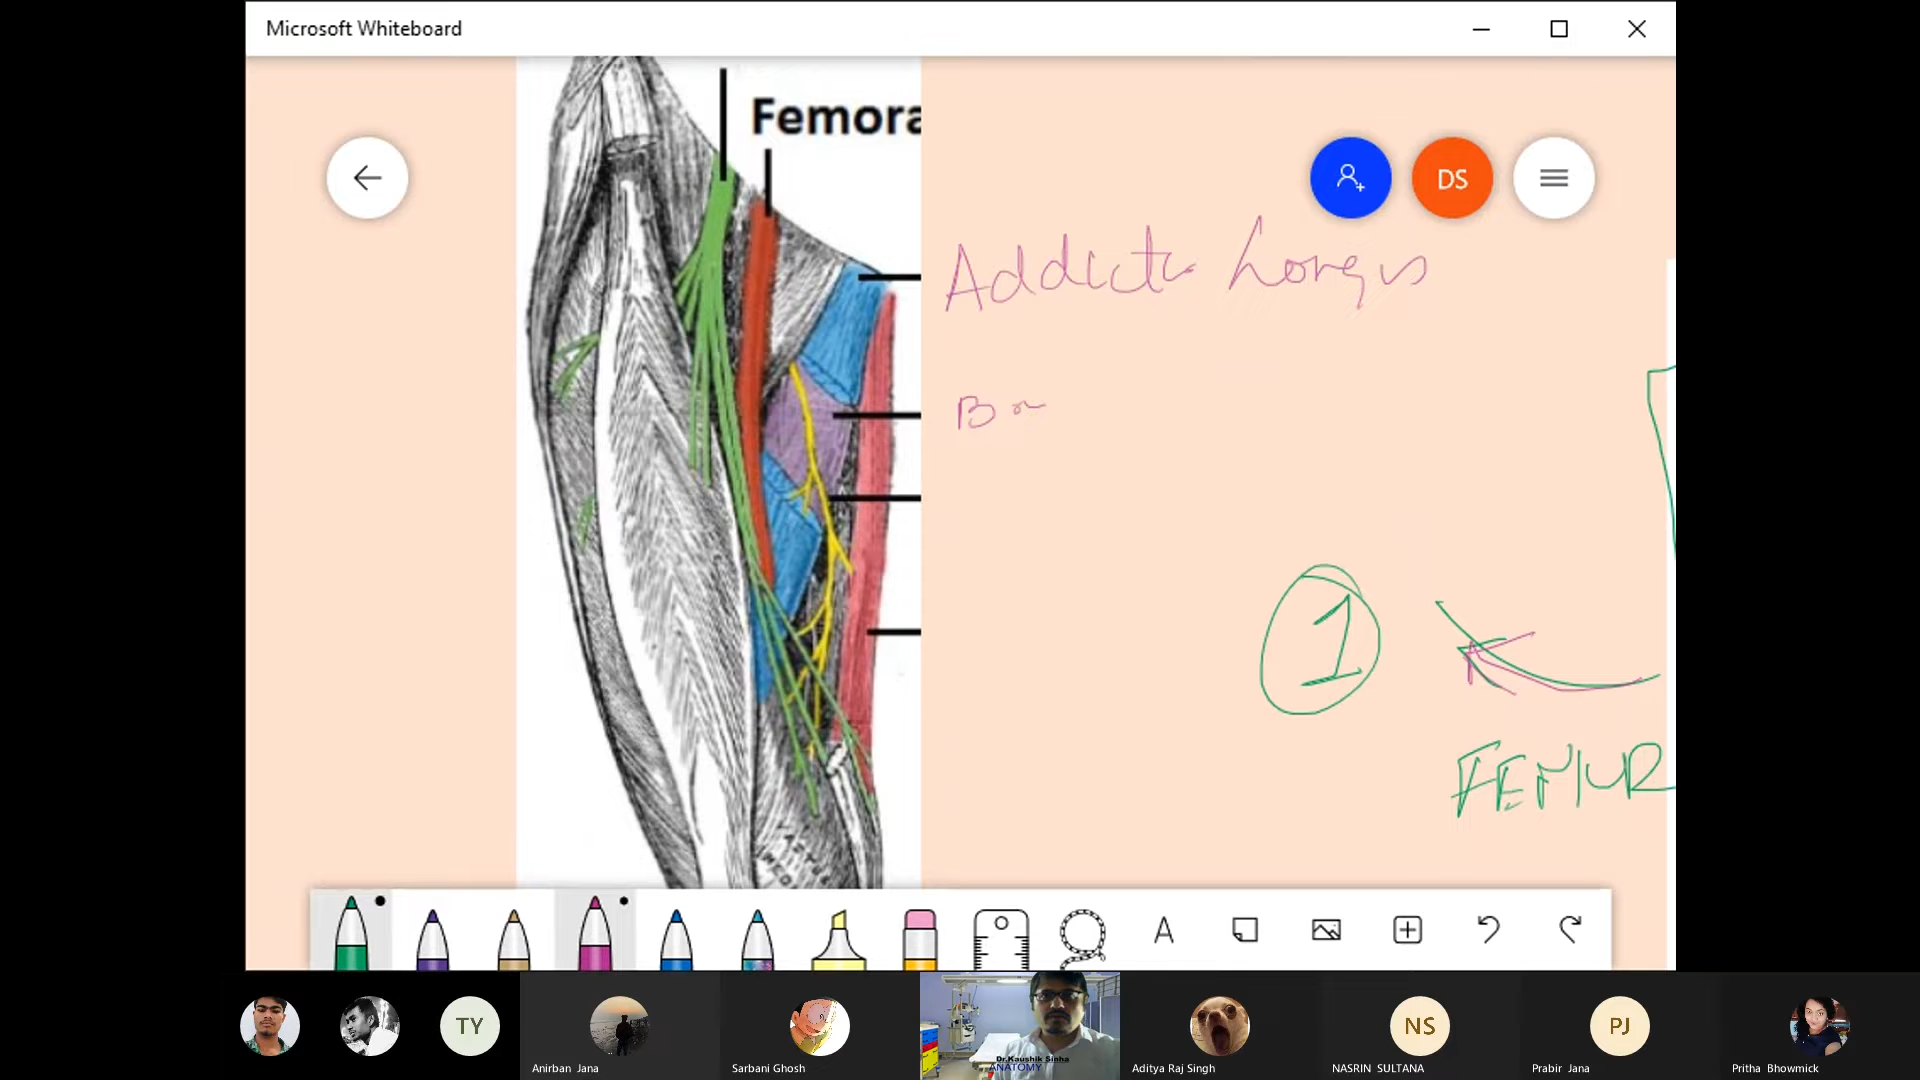 Microsoft Whiteboard
Femora
DS
Addicto Longus
B
1
FEMUR
A
TY
Anirban Jana
Sarbani Ghosh
Dr.Kaushik Sinha
ANATOMY
Aditya Raj Singh
NS
NASRIN SULTANA
PJ
Prabir Jana
Pritha Bhowmick